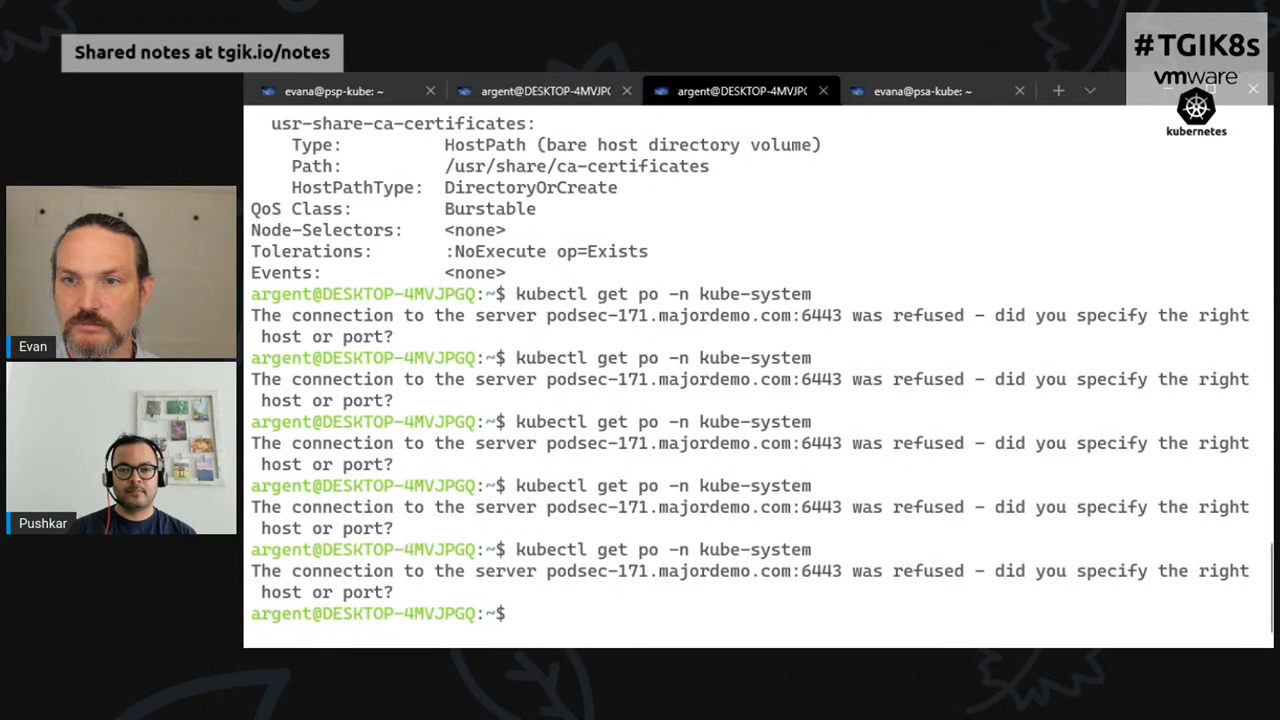 Shared notes at tgik.io/notes
#TGIK8s
vmware
kubernetes
evana@psp-kube: ~
argent@DESKTOP-4MVJP(
argent@DESKTOP-4MVJP(
evana@psa-kube: ~
usr-share-ca-certificates:
Type: HostPath (bare host directory volume)
Path: /usr/share/ca-certificates
HostPathType: DirectoryOrCreate
QoS Class: Burstable
Node-Selectors: <none>
Tolerations: :NoExecute op=Exists
Events: <none>
argent@DESKTOP-4MVJPGQ:~$ kubectl get po -n kube-system
The connection to the server podsec-171.majordemo.com:6443 was refused - did you specify the right
host or port?
argent@DESKTOP-4MVJPGQ:~$ kubectl get po -n kube-system
The connection to the server podsec-171.majordemo.com:6443 was refused - did you specify the right
host or port?
argent@DESKTOP-4MVJPGQ:~$ kubectl get po -n kube-system
The connection to the server podsec-171.majordemo.com:6443 was refused - did you specify the right
host or port?
argent@DESKTOP-4MVJPGQ:~$ kubectl get po -n kube-system
The connection to the server podsec-171.majordemo.com:6443 was refused - did you specify the right
host or port?
argent@DESKTOP-4MVJPGQ:~$ kubectl get po -n kube-system
The connection to the server podsec-171.majordemo.com:6443 was refused - did you specify the right
host or port?
argent@DESKTOP-4MVJPGQ:~$
Evan
Pushkar